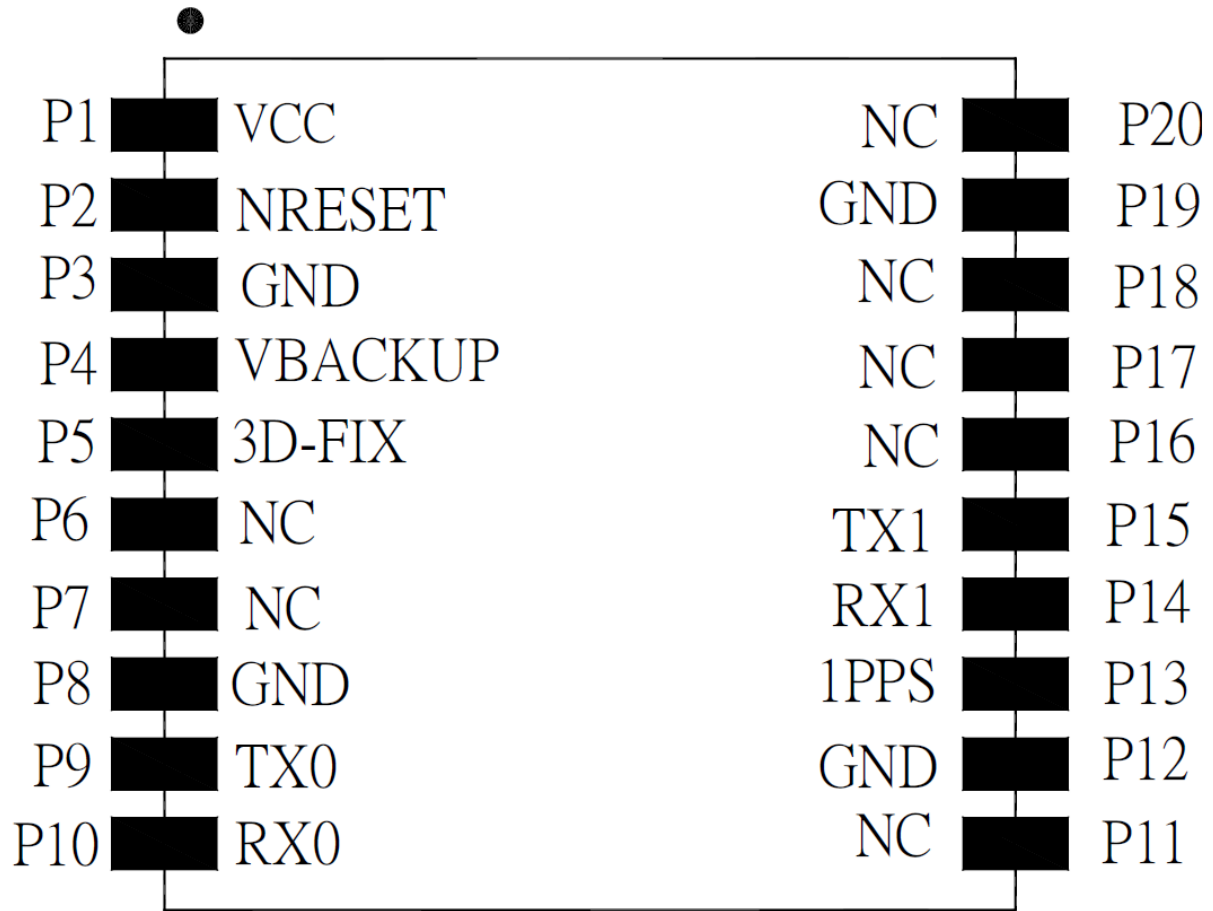 P1 VCC NC P20
P2 NRESET GND P19
P3 GND NC P18
P4 VBACKUP NC P17
P5 3D-FIX NC P16
P6 NC TX1 P15
P7 NC RX1 P14
P8 GND 1PPS P13
P9 TX0 GND P12
P10 RX0 NC P11